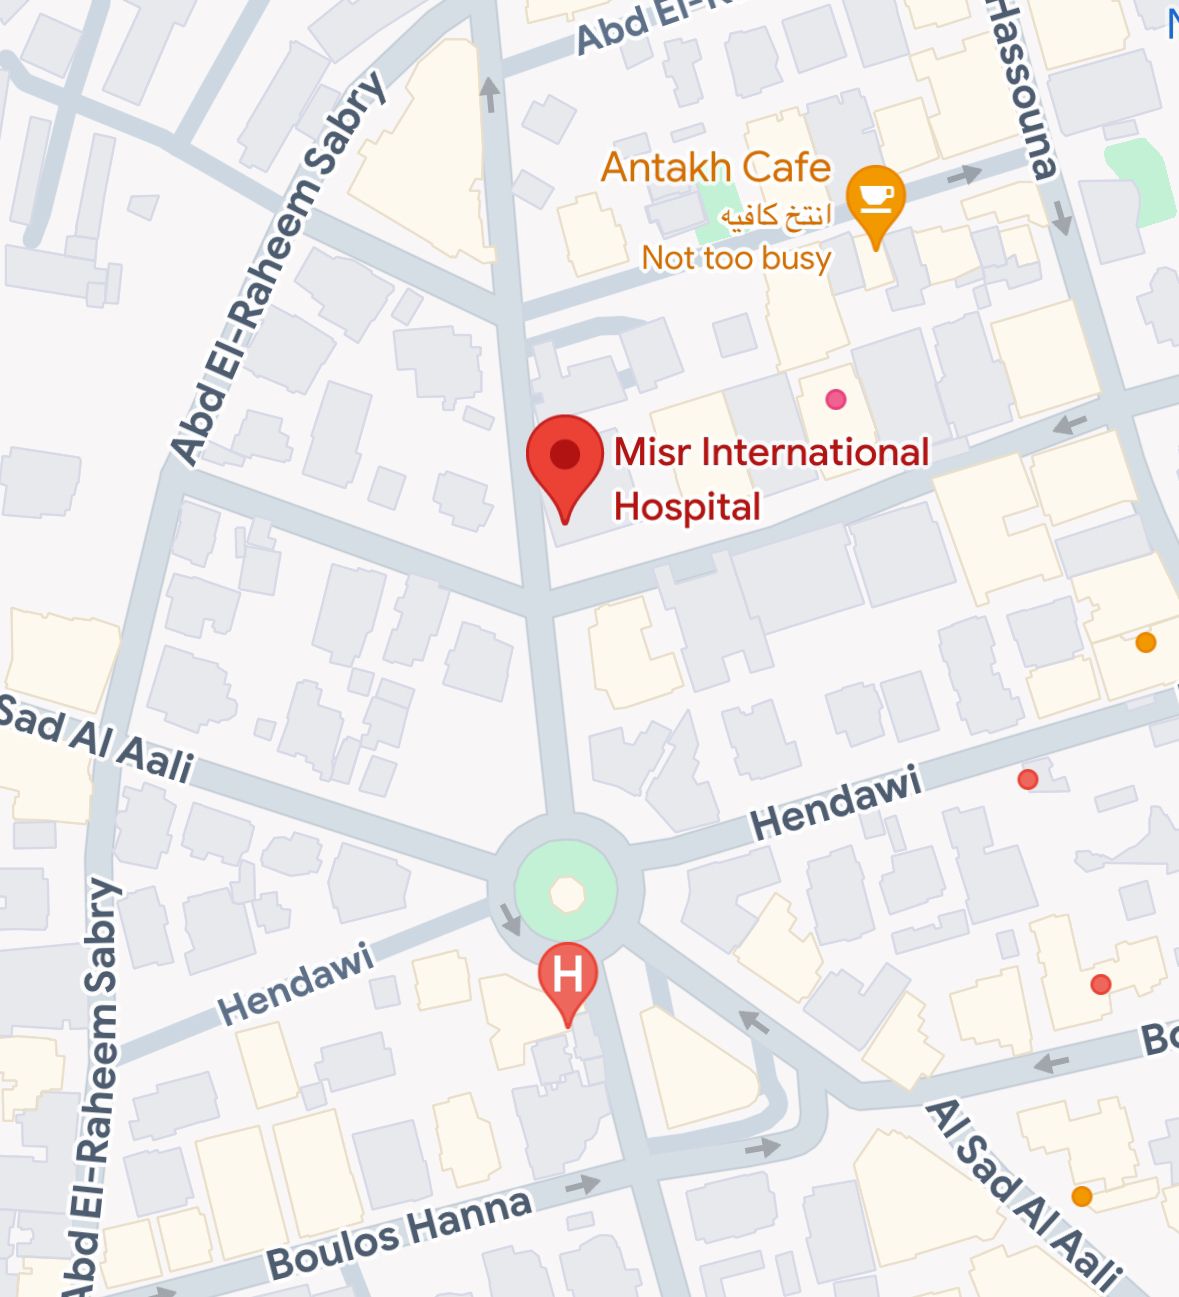 Abd El-R
Hassouna
N
Abd El-Raheem Sabry
Antakh Cafe
انتخ كافيه
Not too busy
Misr International
Hospital
Sad Al Aali
Hendawi
H
Hendawi
Abd El-Raheem Sabry
Bo
Al Sad Al Aali
Boulos Hanna